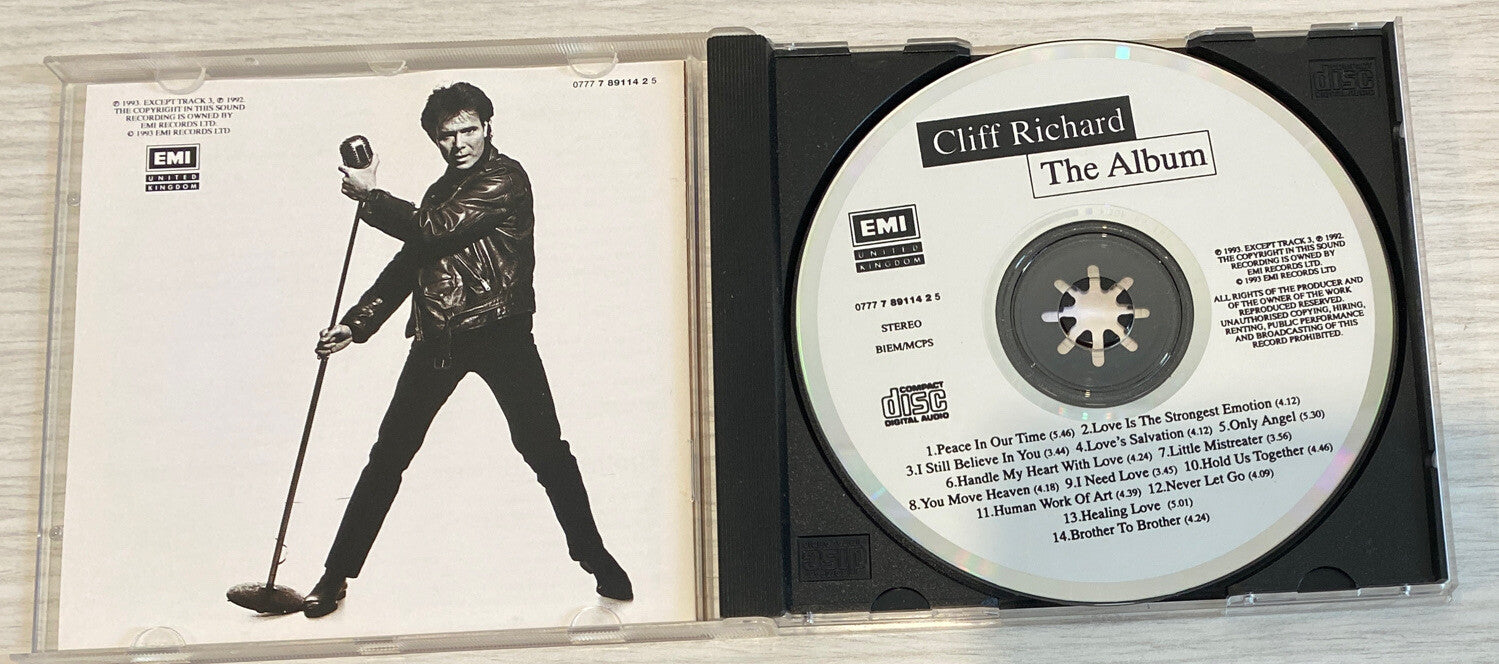 ℗ 1993. EXCEPT TRACK 3, ℗ 1992.
THE COPYRIGHT IN THIS SOUND
RECORDING IS OWNED BY
EMI RECORDS LTD.
© 1993 EMI RECORDS LTD
EMI
UNITED
KINGDOM
0777 7 89114 2 5
Cliff Richard
The Album
EMI
UNITED
KINGDOM
0777 7 89114 2 5
STEREO
BIEM/MCPS
℗ 1993. EXCEPT TRACK 3, ℗ 1992.
THE COPYRIGHT IN THIS SOUND
RECORDING IS OWNED BY
EMI RECORDS LTD.
© 1993 EMI RECORDS LTD
ALL RIGHTS OF THE PRODUCER AND
OF THE OWNER OF THE WORK
REPRODUCED RESERVED.
UNAUTHORISED COPYING, HIRING,
RENTING, PUBLIC PERFORMANCE
AND BROADCASTING OF THIS
RECORD PROHIBITED.
COMPACT
disc
DIGITAL AUDIO
1.Peace In Our Time (5.46) 2.Love Is The Strongest Emotion (4.12)
3.I Still Believe In You (3.44) 4.Love's Salvation (4.12) 5.Only Angel (5.30)
6.Handle My Heart With Love (4.24) 7.Little Mistreater (3.56)
8.You Move Heaven (4.18) 9.I Need Love (3.45) 10.Hold Us Together (4.46)
11.Human Work Of Art (4.39) 12.Never Let Go (4.09)
13.Healing Love (5.01)
14.Brother To Brother (4.24)
disc
DIGITAL AUDIO
disc